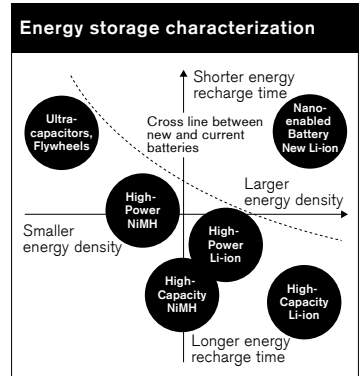 Energy storage characterization
Shorter energy
recharge time
Ultra-
capacitors,
Flywheels
Cross line between
new and current
batteries
Nano-
enabled
Battery
New Li-ion
Larger
energy density
High-
Power
NiMH
Smaller
energy density
High-
Power
Li-ion
High-
Capacity
NiMH
High-
Capacity
Li-ion
Longer energy
recharge time